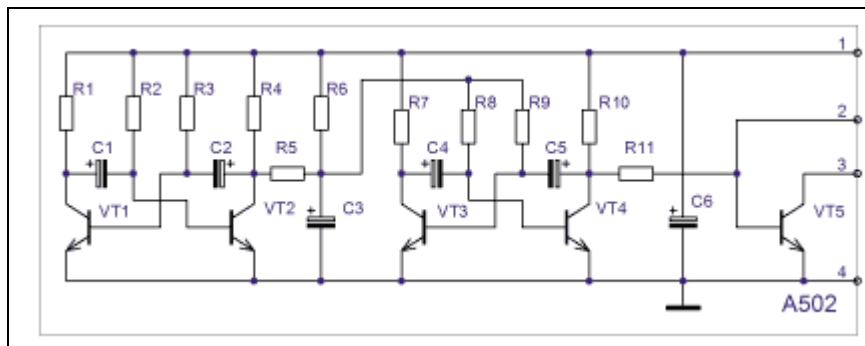 1
R1 R2 R3 R4 R6 R7 R8 R9 R10
2
C1 C2 R5 C4 C5 R11
3
VT1 VT2 C3 VT3 VT4 C6 VT5
4
A502